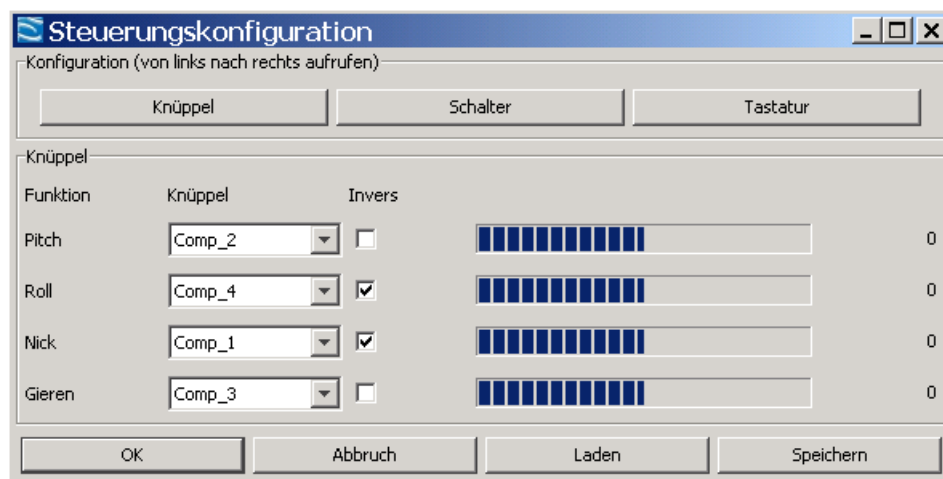 Steuerungskonfiguration
Konfiguration (von links nach rechts aufrufen)
Knüppel Schalter Tastatur
Knüppel
Funktion Knüppel Invers
Pitch Comp_2 0
Roll Comp_4 0
Nick Comp_1 0
Gieren Comp_3 0
OK Abbruch Laden Speichern